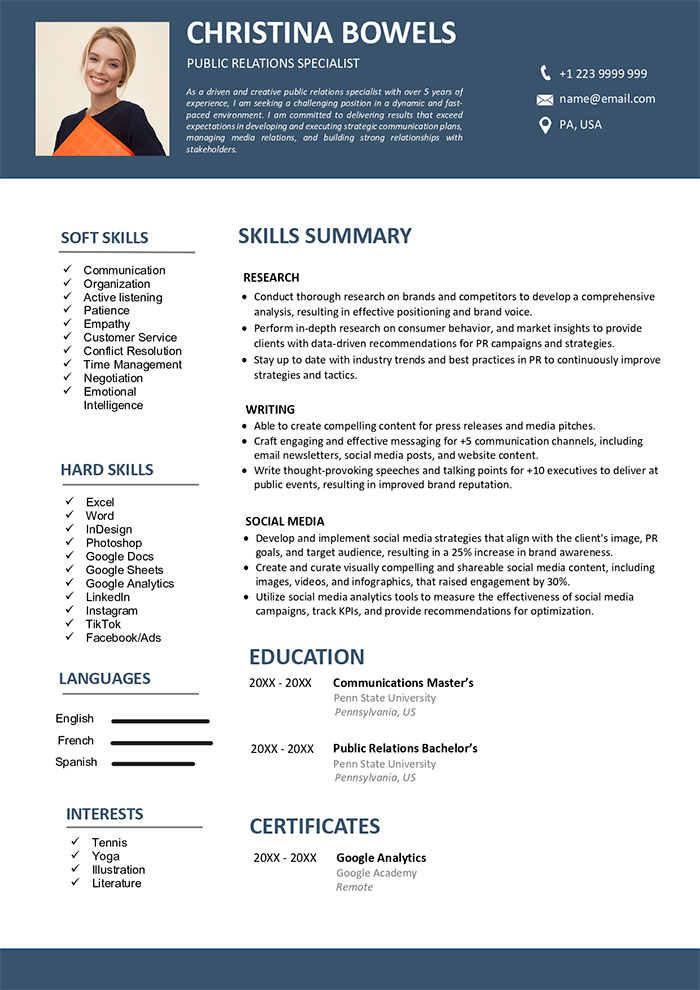 CHRISTINA BOWELS
PUBLIC RELATIONS SPECIALIST
As a driven and creative public relations specialist with over 5 years of
experience, I am seeking a challenging position in a dynamic and fast-
paced environment. I am committed to delivering results that exceed
expectations in developing and executing strategic communication plans,
managing media relations, and building strong relationships with
stakeholders.
+1 223 9999 999
name@email.com
PA, USA
SOFT SKILLS
Communication
Organization
Active listening
Patience
Empathy
Customer Service
Conflict Resolution
Time Management
Negotiation
Emotional
Intelligence
HARD SKILLS
Excel
Word
InDesign
Photoshop
Google Docs
Google Sheets
Google Analytics
LinkedIn
Instagram
TikTok
Facebook/Ads
LANGUAGES
English
French
Spanish
INTERESTS
Tennis
Yoga
Illustration
Literature
SKILLS SUMMARY
RESEARCH
• Conduct thorough research on brands and competitors to develop a comprehensive
analysis, resulting in effective positioning and brand voice.
• Perform in-depth research on consumer behavior, and market insights to provide
clients with data-driven recommendations for PR campaigns and strategies.
• Stay up to date with industry trends and best practices in PR to continuously improve
strategies and tactics.
WRITING
• Able to create compelling content for press releases and media pitches.
• Craft engaging and effective messaging for +5 communication channels, including
email newsletters, social media posts, and website content.
• Write thought-provoking speeches and talking points for +10 executives to deliver at
public events, resulting in improved brand reputation.
SOCIAL MEDIA
• Develop and implement social media strategies that align with the client's image, PR
goals, and target audience, resulting in a 25% increase in brand awareness.
• Create and curate visually compelling and shareable social media content, including
images, videos, and infographics, that raised engagement by 30%.
• Utilize social media analytics tools to measure the effectiveness of social media
campaigns, track KPIs, and provide recommendations for optimization.
EDUCATION
20XX - 20XX Communications Master’s
Penn State University
Pennsylvania, US
20XX - 20XX Public Relations Bachelor’s
Penn State University
Pennsylvania, US
CERTIFICATES
20XX - 20XX Google Analytics
Google Academy
Remote